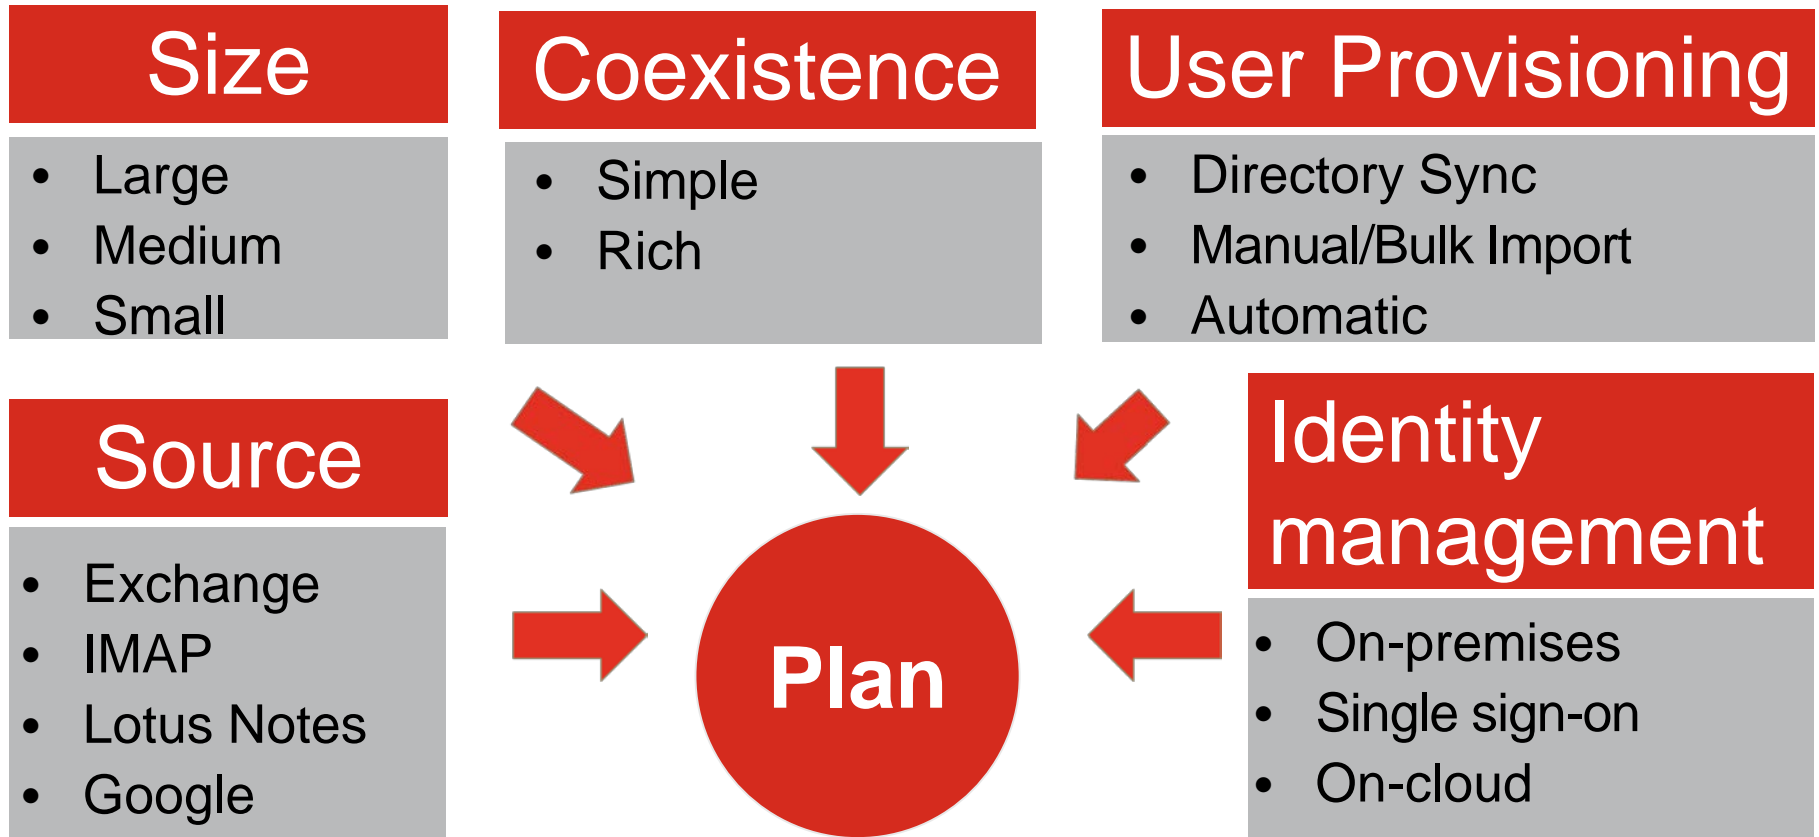 Size
• Large
• Medium
• Small
Coexistence
• Simple
• Rich
User Provisioning
• Directory Sync
• Manual/Bulk Import
• Automatic
Source
• Exchange
• IMAP
• Lotus Notes
• Google
Plan
Identity
management
• On-premises
• Single sign-on
• On-cloud